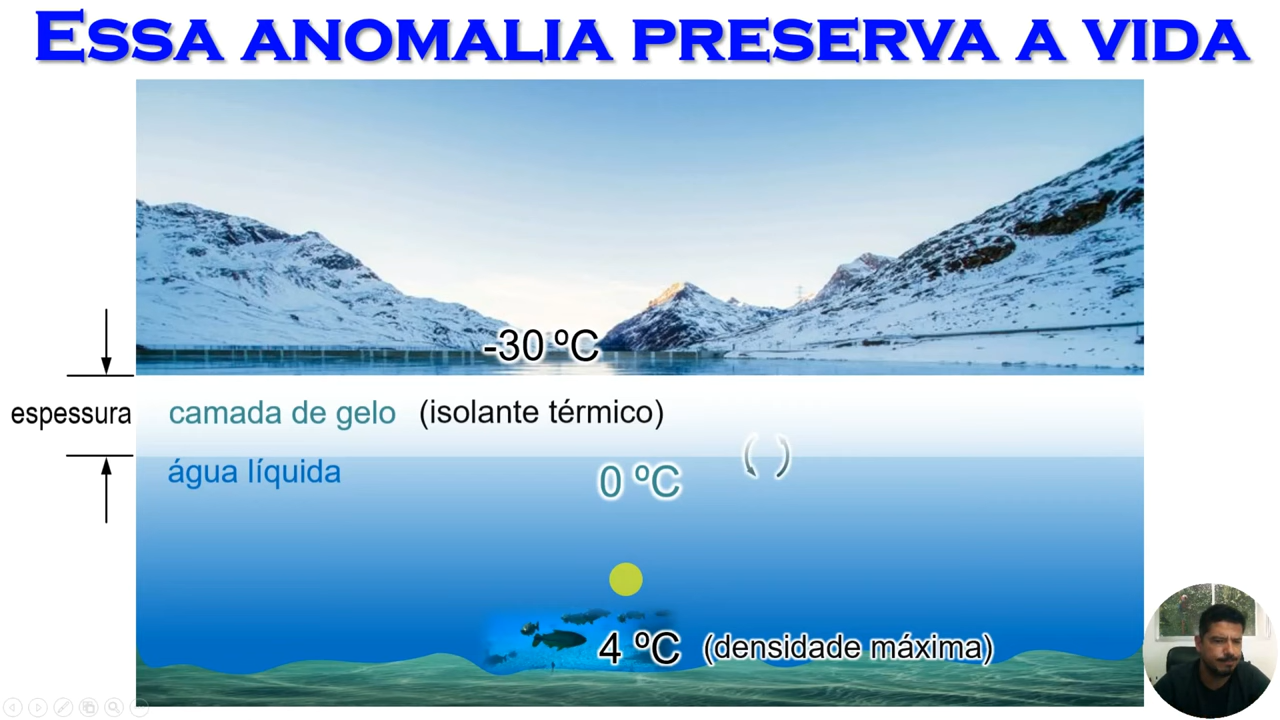 ESSA ANOMALIA PRESERVA A VIDA
-30 ºC
espessura camada de gelo (isolante térmico)
água líquida
0 ºC
4 ºC (densidade máxima)